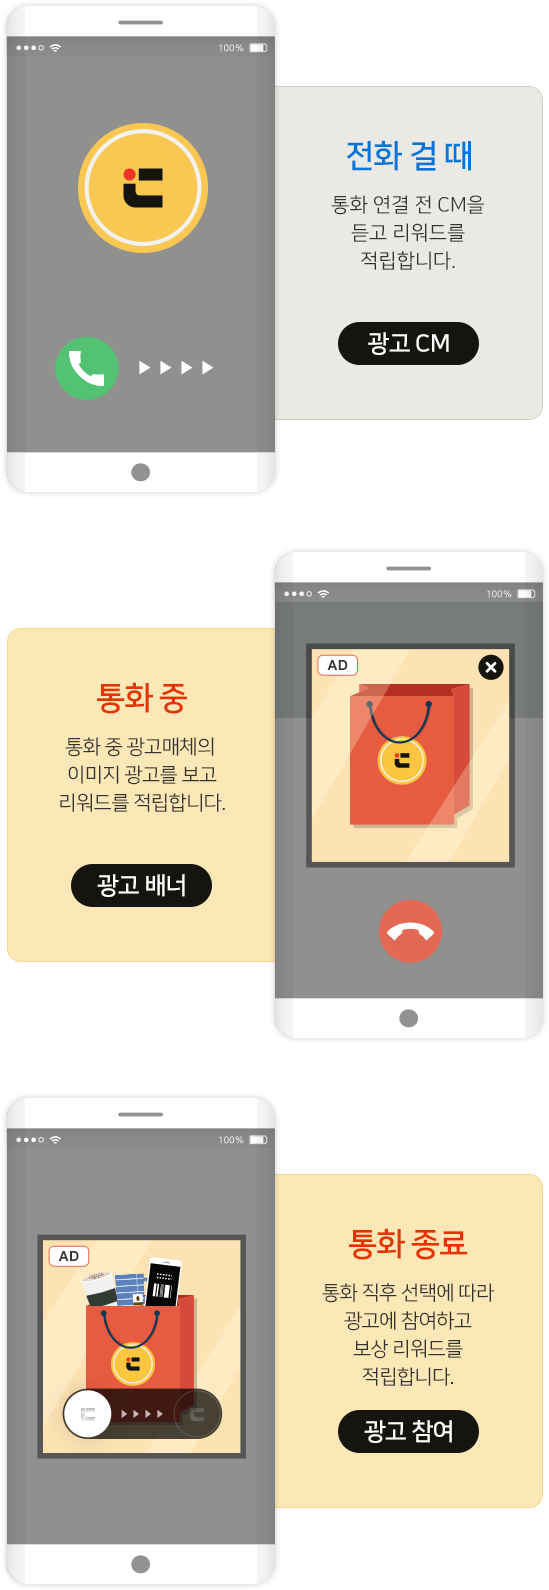 100%
전화 걸 때
통화 연결 전 CM을
듣고 리워드를
적립합니다.
광고 CM
100%
AD
통화 중
통화 중 광고매체의
이미지 광고를 보고
리워드를 적립합니다.
광고 배너
100%
AD
통화 종료
통화 직후 선택에 따라
광고에 참여하고
보상 리워드를
적립합니다.
광고 참여